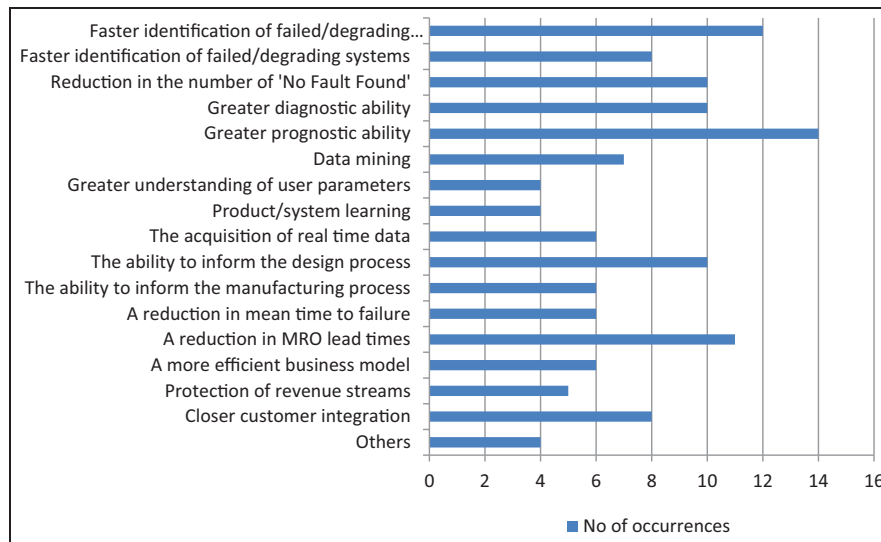 Faster identification of failed/degrading...
Faster identification of failed/degrading systems
Reduction in the number of 'No Fault Found'
Greater diagnostic ability
Greater prognostic ability
Data mining
Greater understanding of user parameters
Product/system learning
The acquisition of real time data
The ability to inform the design process
The ability to inform the manufacturing process
A reduction in mean time to failure
A reduction in MRO lead times
A more efficient business model
Protection of revenue streams
Closer customer integration
Others
0 2 4 6 8 10 12 14 16
No of occurrences